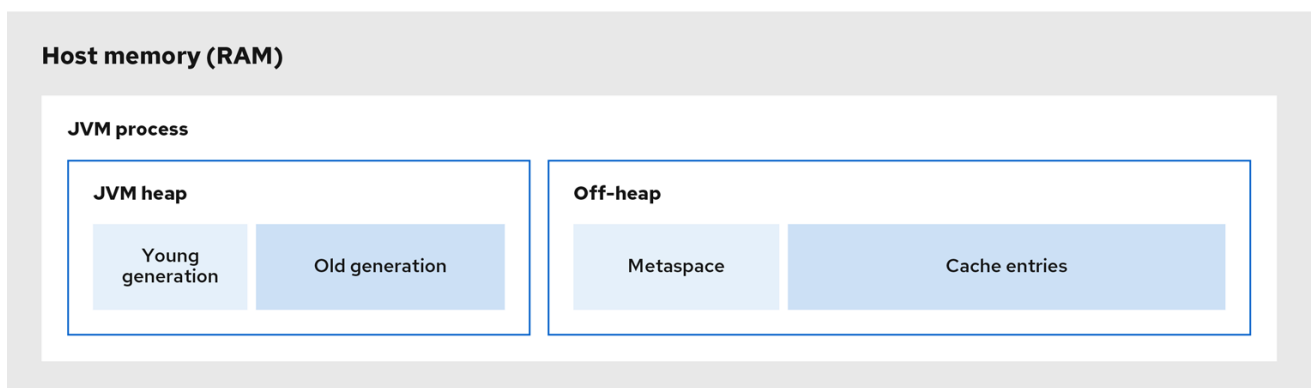 Host memory (RAM)
JVM process
JVM heap
Young
generation
Old generation
Off-heap
Metaspace
Cache entries